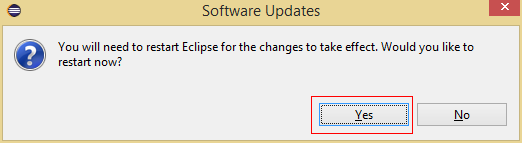 Software Updates
You will need to restart Eclipse for the changes to take effect. Would you like to
restart now?
Yes
No